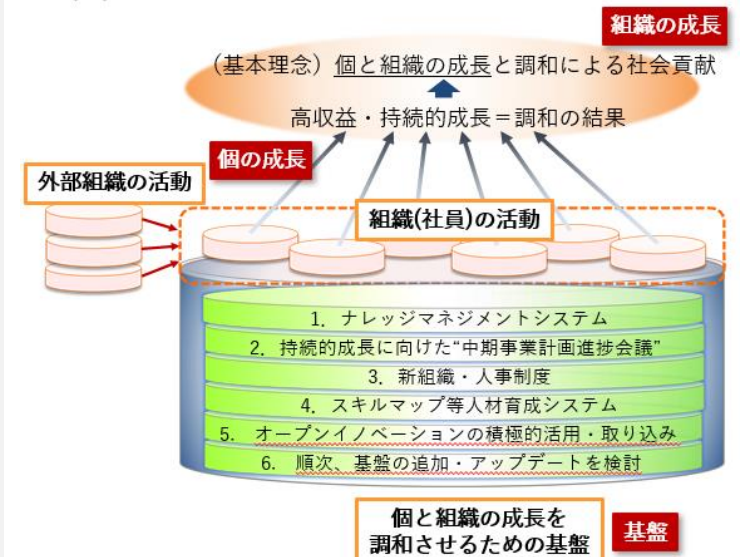 組織の成長
（基本理念）個と組織の成長と調和による社会貢献
高収益・持続的成長＝調和の結果
個の成長
外部組織の活動
組織(社員)の活動
1．ナレッジマネジメントシステム
2．持続的成長に向けた“中期事業計画進捗会議”
3．新組織・人事制度
4．スキルマップ等人材育成システム
5．オープンイノベーションの積極的活用・取り込み
6．順次、基盤の追加・アップデートを検討
個と組織の成長を
調和させるための基盤
基盤